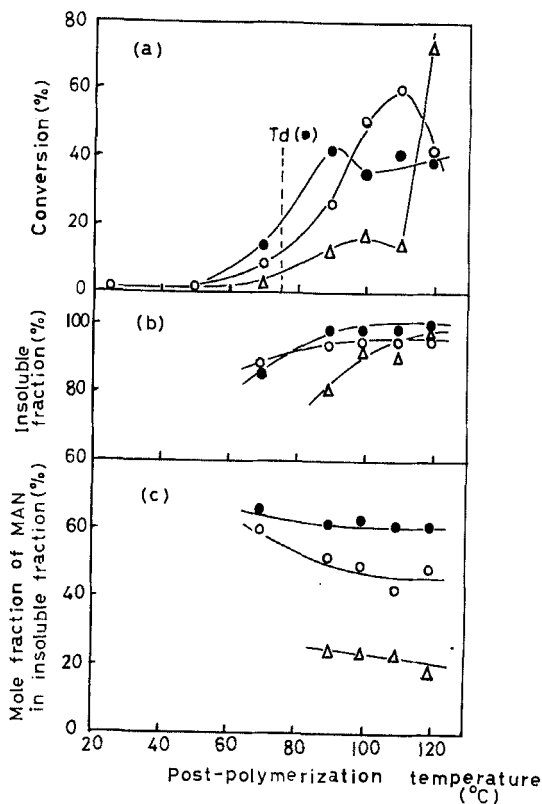 (a)
Conversion(%)
80
60
40
20
0
Td(●)
(b)
Insoluble
fraction(%)
100
80
60
(c)
Mole fraction of MAN
in insoluble fraction(%)
60
40
20
0
20 40 60 80 100 120
Post-polymerization temperature
(°C)